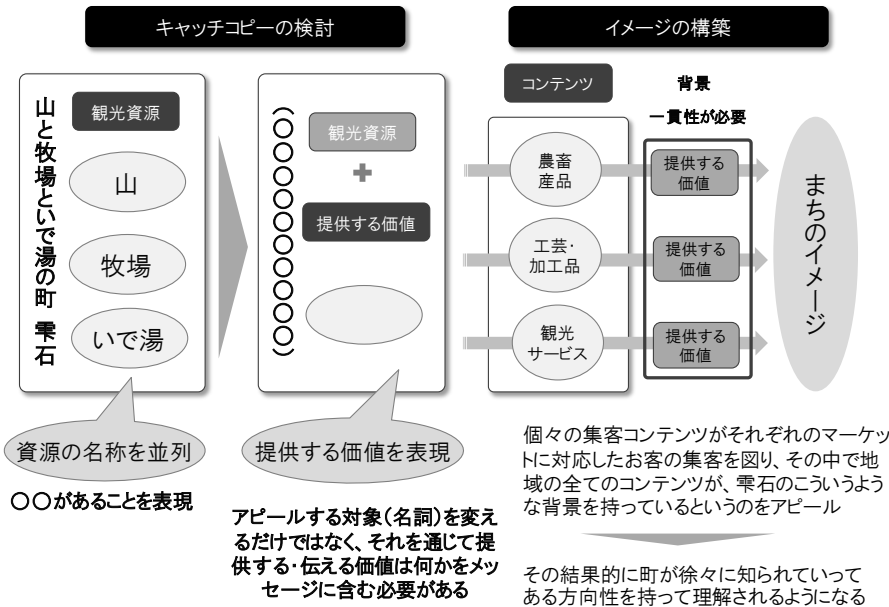 キャッチコピーの検討
山と牧場といで湯の町 雫石
観光資源
山
牧場
いで湯
資源の名称を並列
〇〇があることを表現
(〇〇〇〇〇〇〇〇〇〇〇)
観光資源
+
提供する価値
提供する価値を表現
アピールする対象(名詞)を変え
るだけではなく、それを通じて提
供する・伝える価値は何かをメッ
セージに含む必要がある
イメージの構築
コンテンツ
背景
一貫性が必要
農畜
産品
提供する
価値
工芸・
加工品
提供する
価値
観光
サービス
提供する
価値
まちのイメージ
個々の集客コンテンツがそれぞれのマーケッ
トに対応したお客の集客を図り、その中で地
域の全てのコンテンツが、雫石のこういうよう
な背景を持っているというのをアピール
その結果的に町が徐々に知られていって
ある方向性を持って理解されるようになる